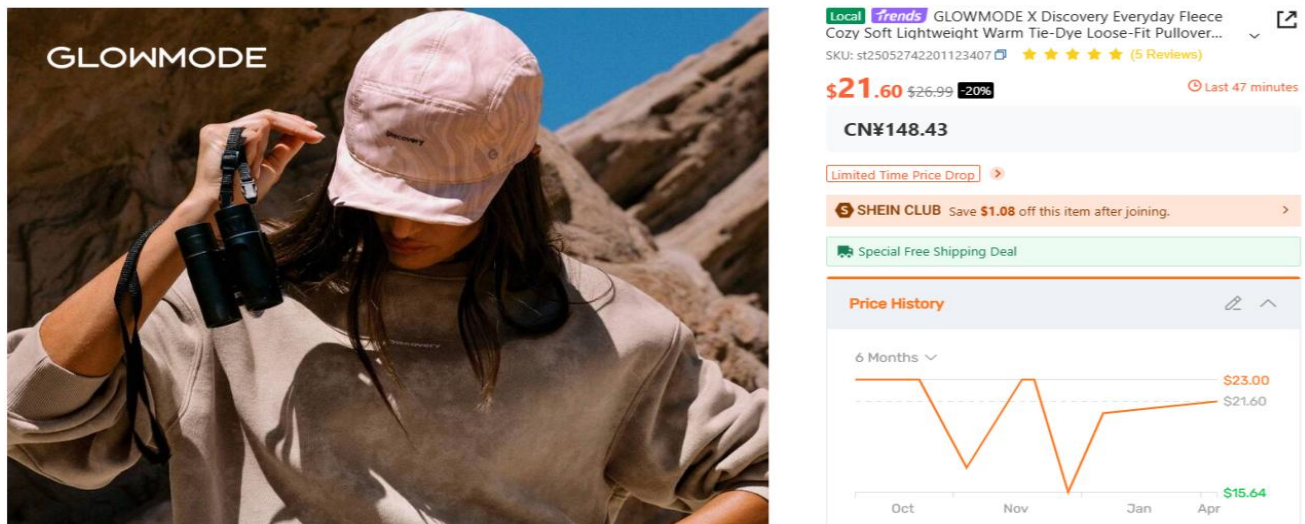 GLOWMODE
Discovery
Discovery
Local Trends GLOWMODE X Discovery Everyday Fleece
Cozy Soft Lightweight Warm Tie-Dye Loose-Fit Pullover...
SKU: st25052742201123407 (5 Reviews)
$21.60 $26.99 -20% Last 47 minutes
CN¥148.43
Limited Time Price Drop
S SHEIN CLUB Save $1.08 off this item after joining.
Special Free Shipping Deal
Price History
6 Months
$23.00
$21.60
$15.64
Oct Nov Jan Apr